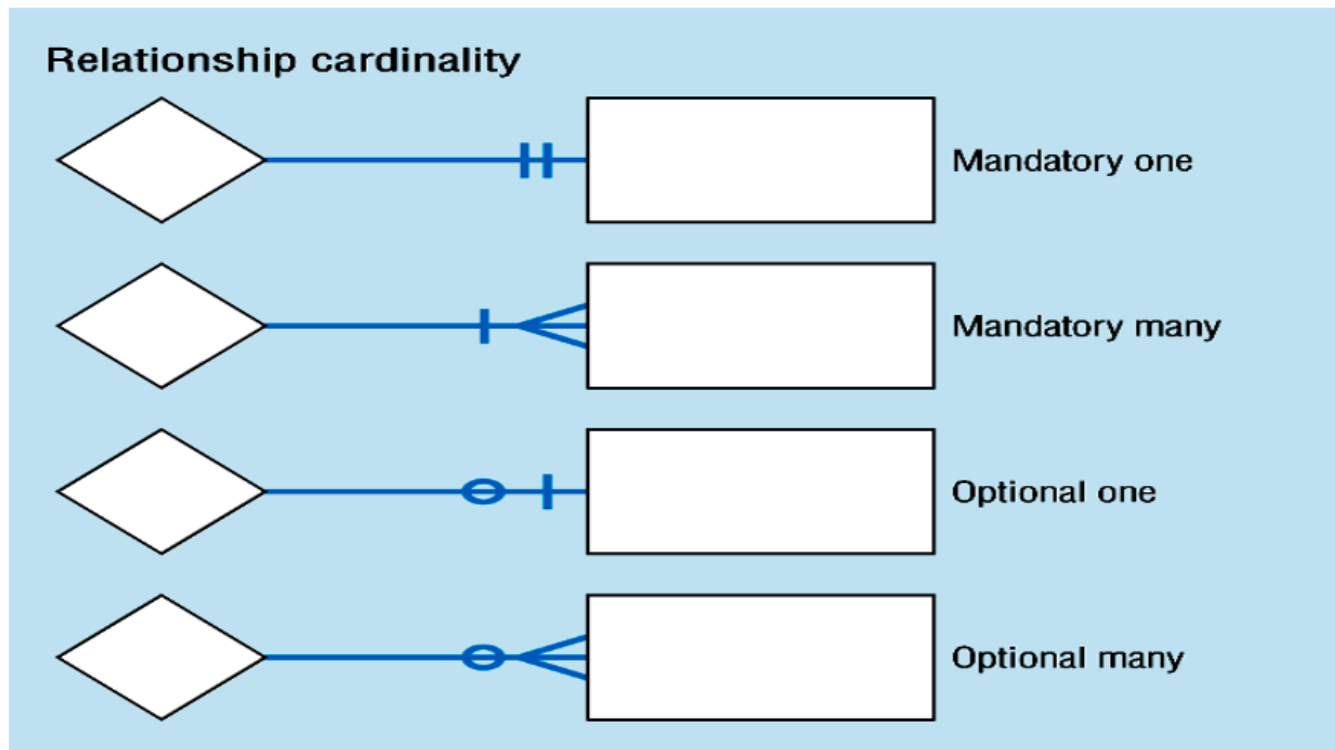 Relationship cardinality
Mandatory one
Mandatory many
Optional one
Optional many